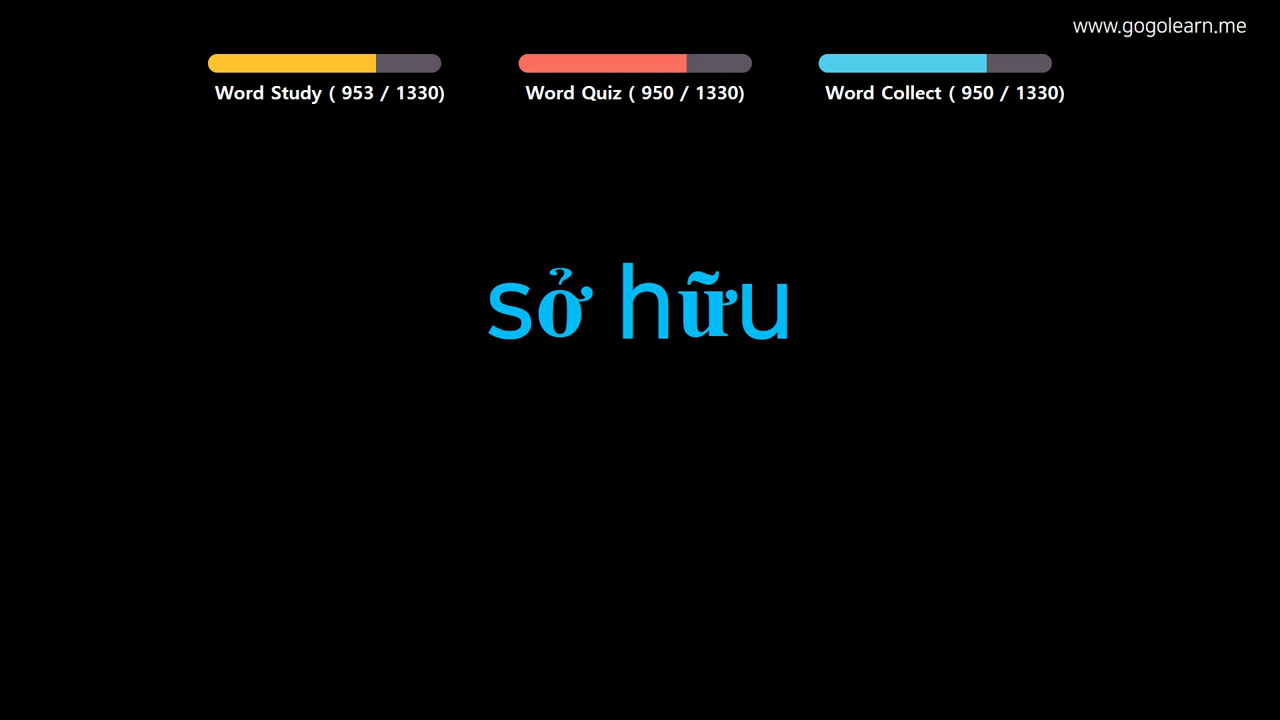 www.gogolearn.me
Word Study ( 953 / 1330)
Word Quiz ( 950 / 1330)
Word Collect ( 950 / 1330)
sở hữu